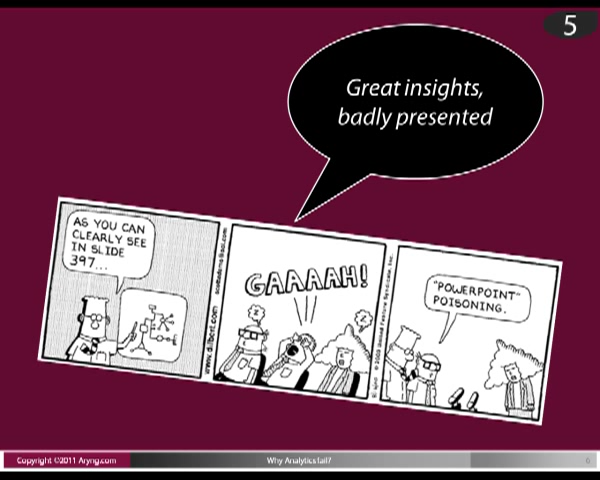 5
Great insights,
badly presented
AS YOU CAN
CLEARLY SEE
IN SLIDE
397...
www.dilbert.com
GAAAAH!
Z
Z
"POWERPOINT"
POISONING.
Copyright ©2011 Aryng.com
Why Analytics fail?
6